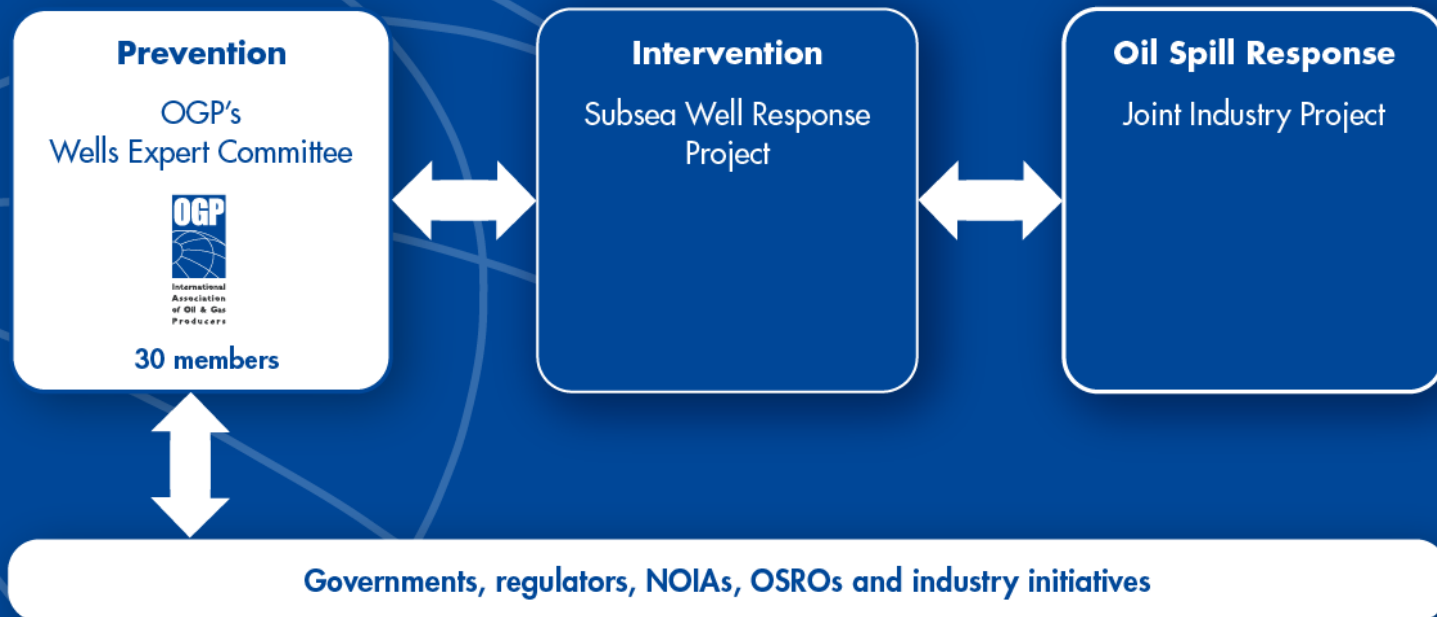 Prevention
OGP's
Wells Expert Committee
OGP
International
Association
of Oil & Gas
Producers
30 members
Intervention
Subsea Well Response
Project
Oil Spill Response
Joint Industry Project
Governments, regulators, NOIAs, OSROs and industry initiatives